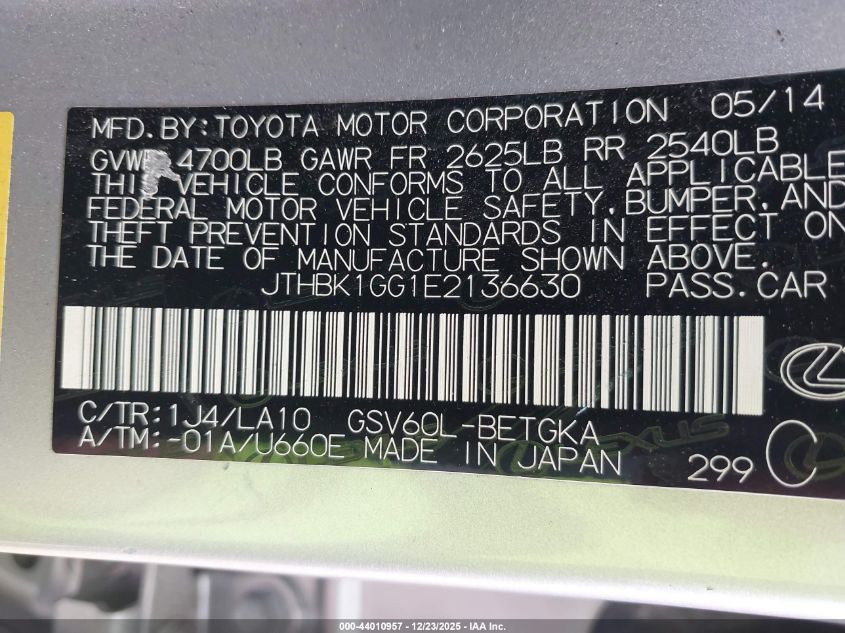 MFD. BY: TOYOTA MOTOR CORPORATION 05/14
GVWR 4700LB GAWR FR 2625LB RR 2540LB
THIS VEHICLE CONFORMS TO ALL APPLICABLE
FEDERAL MOTOR VEHICLE SAFETY, BUMPER, AND
THEFT PREVENTION STANDARDS IN EFFECT ON
THE DATE OF MANUFACTURE SHOWN ABOVE.
JTHBK1GG1E2136630 PASS. CAR
C/TR: 1J4/LA10 GSV60L-BETGKA
A/TM: -01A/U660E MADE IN JAPAN 299
LEXUS
000-44010957 - 12/23/2025 - IAA Inc.